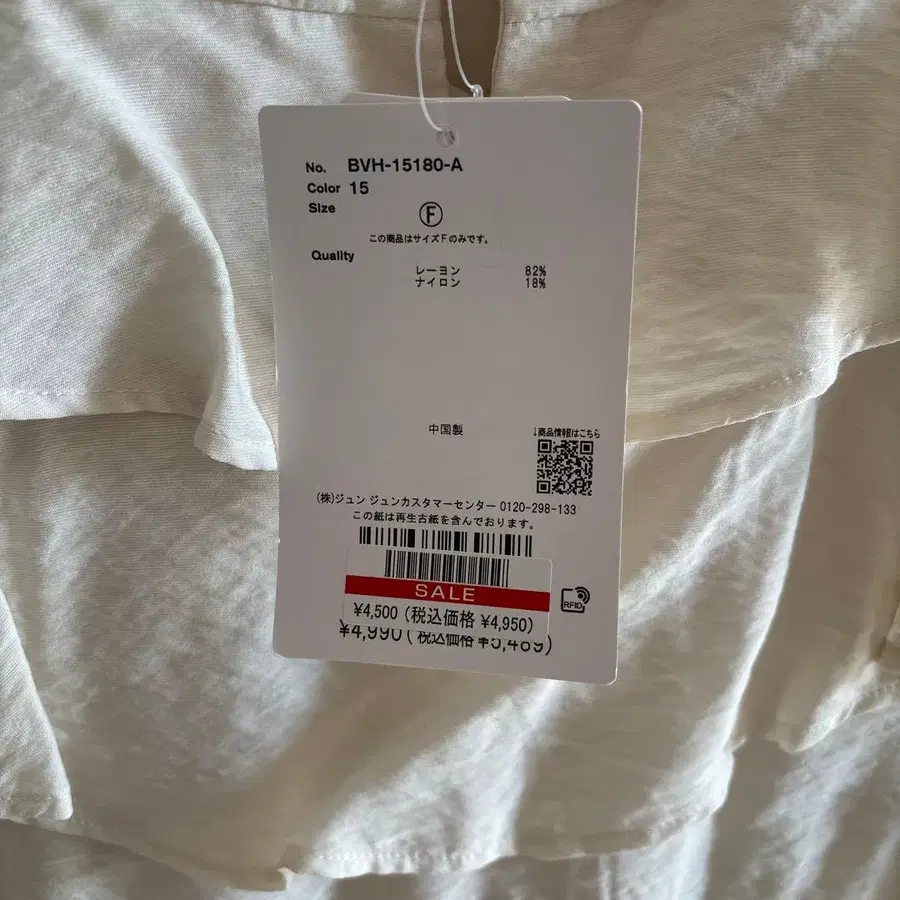 No. BVH-15180-A
Color 15
Size
F
この商品はサイズFのみです。
Quality
レーヨン 82%
ナイロン 18%
中国製
↓商品情報はこちら
(株)ジュン ジュンカスタマーセンター 0120-298-133
この紙は再生古紙を含んでおります。
SALE
RFID
¥4,500 (税込価格 ¥4,950)
¥4,990 (税込価格 ¥5,489)